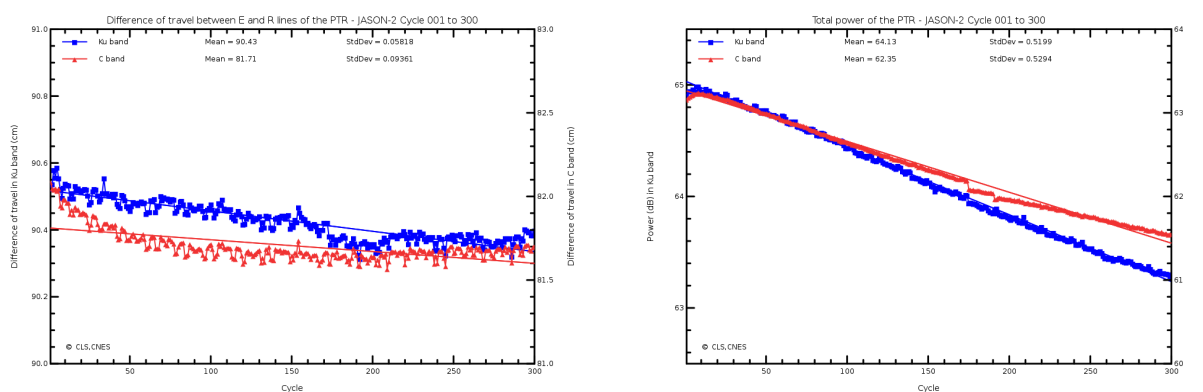 Difference of travel between E and R lines of the PTR - JASON-2 Cycle 001 to 300
91.0
90.8
90.6
90.4
90.2
90.0
83.0
82.5
82.0
81.5
81.0
Ku band Mean = 90.43 StdDev = 0.05818
C band Mean = 81.71 StdDev = 0.09361
Difference of travel in Ku band (cm)
Difference of travel in C band (cm)
© CLS,CNES
50 100 150 200 250 300
Cycle
Total power of the PTR - JASON-2 Cycle 001 to 300
65
64
63
64
63
62
61
60
Ku band Mean = 64.13 StdDev = 0.5199
C band Mean = 62.35 StdDev = 0.5294
Power (dB) in Ku band
© CLS,CNES
50 100 150 200 250 300
Cycle